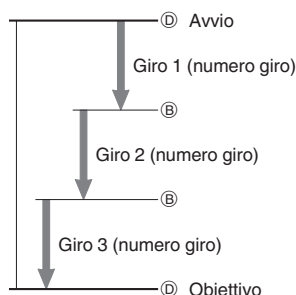 Ⓓ Avvio
Giro 1 (numero giro)
Ⓑ
Giro 2 (numero giro)
Ⓑ
Giro 3 (numero giro)
Ⓓ Obiettivo